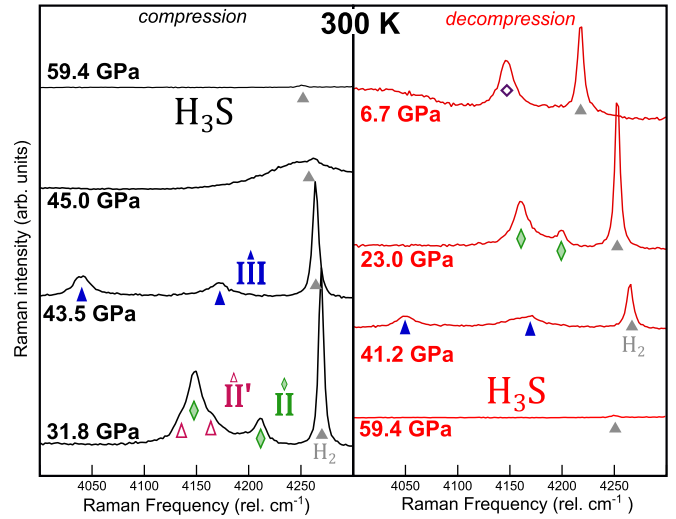 compression
300 K
decompression
59.4 GPa
H₃S
45.0 GPa
III
43.5 GPa
II'
II
31.8 GPa
H₂
6.7 GPa
23.0 GPa
41.2 GPa
H₂
H₃S
59.4 GPa
Raman intensity (arb. units)
4050 4100 4150 4200 4250
4050 4100 4150 4200 4250
Raman Frequency (rel. cm⁻¹)
Raman Frequency (rel. cm⁻¹)